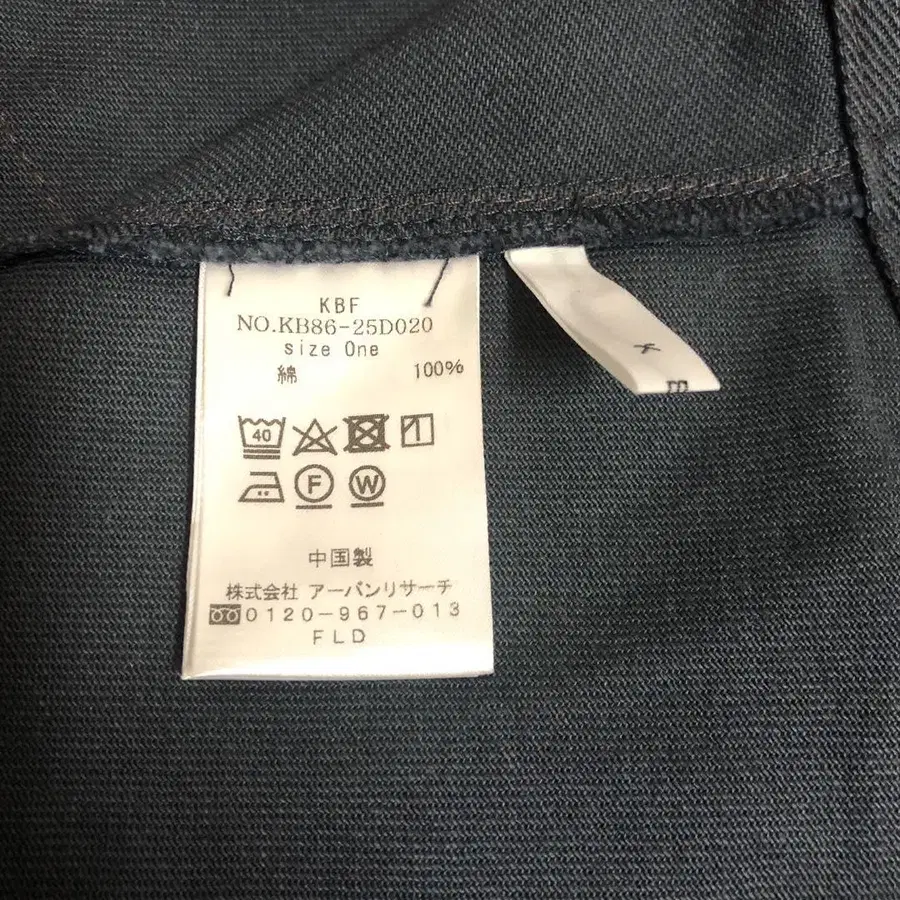 KBF
NO.KB86-25D020
size One
綿 100%
40
F W
中国製
株式会社 アーバンリサーチ
0120-967-013
FLD